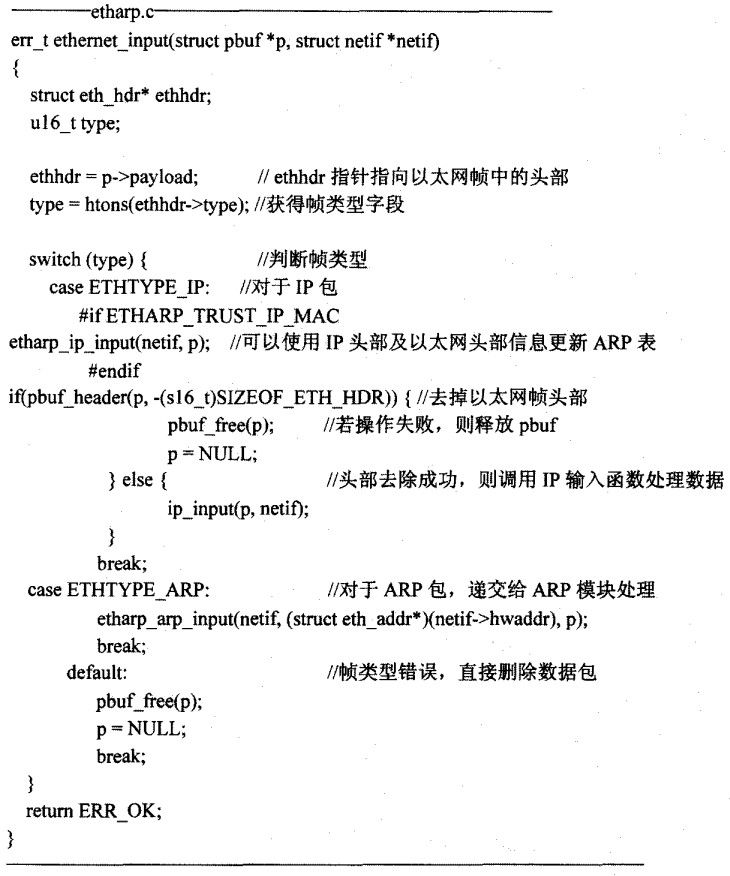 etharp.c
err_t ethernet_input(struct pbuf *p, struct netif *netif)
{
struct eth_hdr* ethhdr;
u16_t type;
ethhdr = p->payload; // ethhdr 指针指向以太网帧中的头部
type = htons(ethhdr->type); //获得帧类型字段
switch (type) { //判断帧类型
case ETHTYPE_IP: //对于 IP 包
#if ETHARP_TRUST_IP_MAC
etharp_ip_input(netif, p); //可以使用 IP 头部及以太网头部信息更新 ARP 表
#endif
if(pbuf_header(p, -(s16_t)SIZEOF_ETH_HDR)) { //去掉以太网帧头部
pbuf_free(p); //若操作失败，则释放 pbuf
p = NULL;
} else { //头部去除成功，则调用 IP 输入函数处理数据
ip_input(p, netif);
}
break;
case ETHTYPE_ARP: //对于 ARP 包，递交给 ARP 模块处理
etharp_arp_input(netif, (struct eth_addr*)(netif->hwaddr), p);
break;
default: //帧类型错误，直接删除数据包
pbuf_free(p);
p = NULL;
break;
}
return ERR_OK;
}